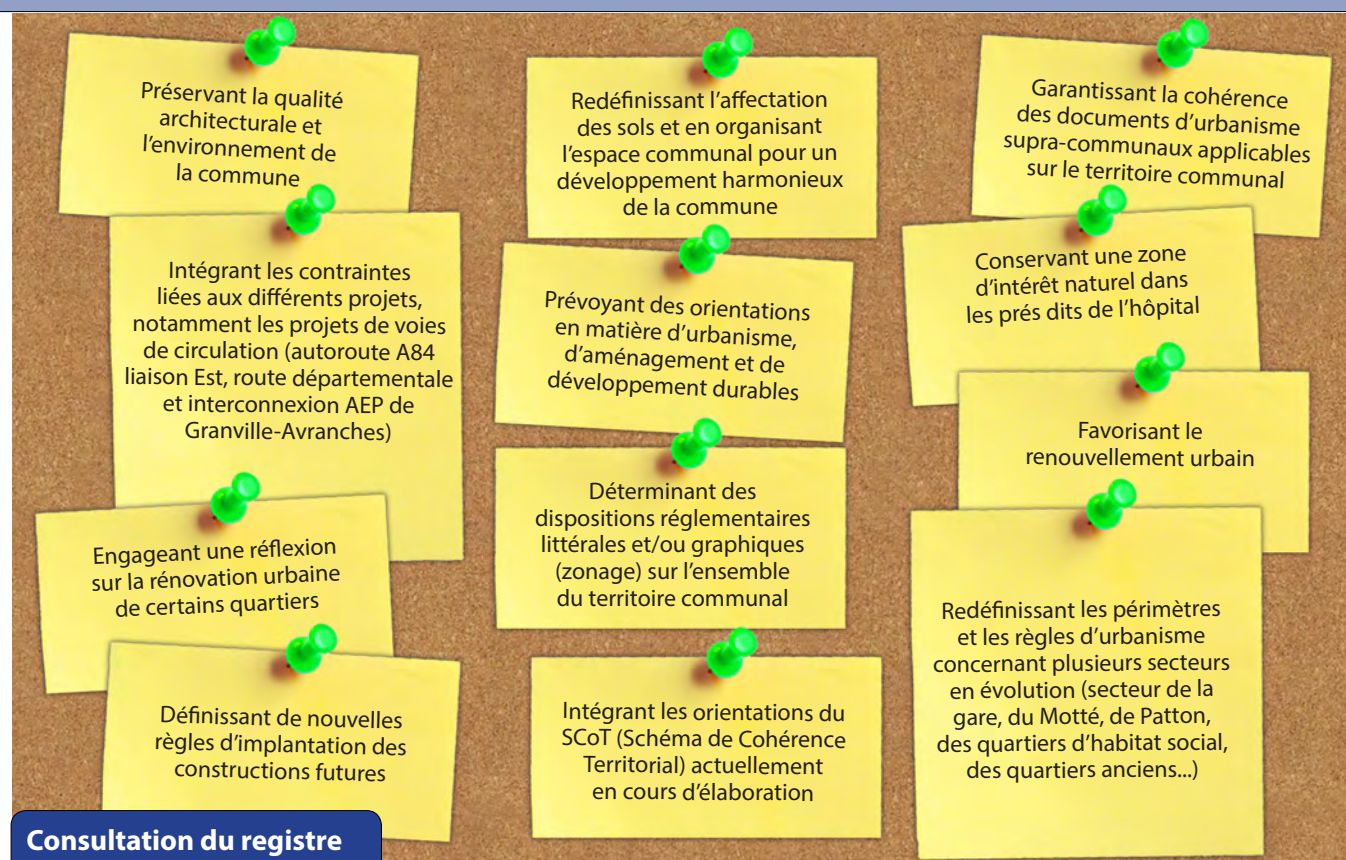 Préservant la qualité
architecturale et
l'environnement de
la commune
Intégrant les contraintes
liées aux différents projets,
notamment les projets de voies
de circulation (autoroute A84
liaison Est, route départementale
et interconnexion AEP de
Granville-Avranches)
Engageant une réflexion
sur la rénovation urbaine
de certains quartiers
Définissant de nouvelles
règles d'implantation des
constructions futures
Redéfinissant l'affectation
des sols et en organisant
l'espace communal pour un
développement harmonieux
de la commune
Prévoyant des orientations
en matière d'urbanisme,
d'aménagement et de
développement durables
Déterminant des
dispositions réglementaires
littérales et/ou graphiques
(zonage) sur l'ensemble
du territoire communal
Intégrant les orientations du
SCoT (Schéma de Cohérence
Territorial) actuellement
en cours d'élaboration
Garantissant la cohérence
des documents d'urbanisme
supra-communaux applicables
sur le territoire communal
Conservant une zone
d'intérêt naturel dans
les prés dits de l'hôpital
Favorisant le
renouvellement urbain
Redéfinissant les périmètres
et les règles d'urbanisme
concernant plusieurs secteurs
en évolution (secteur de la
gare, du Motté, de Patton,
des quartiers d'habitat social,
des quartiers anciens...)
Consultation du registre